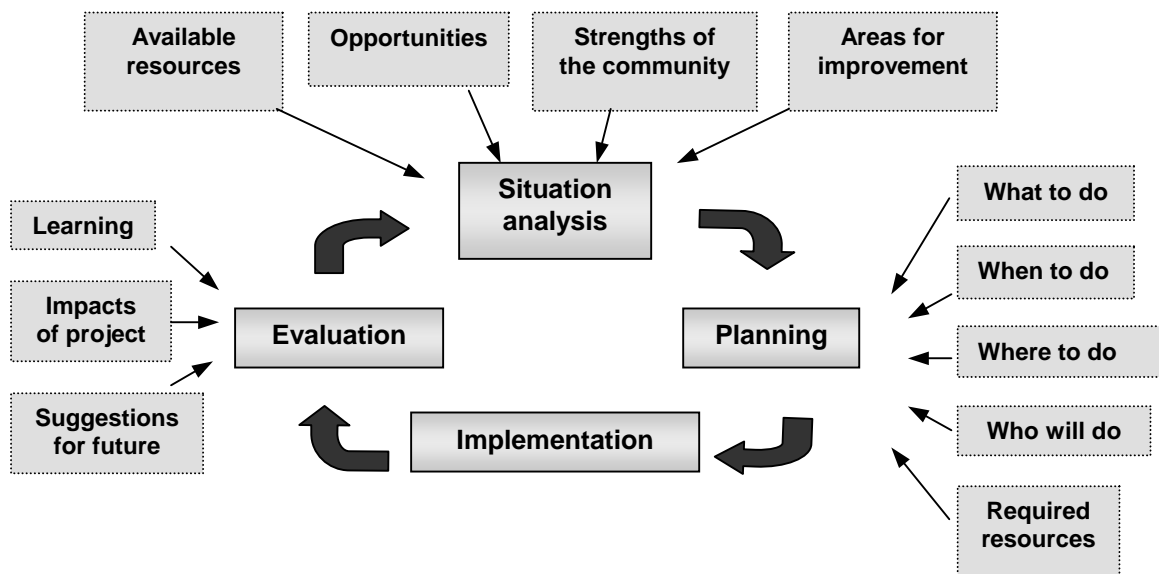 Available
resources
Opportunities
Strengths of
the community
Areas for
improvement
Situation
analysis
What to do
When to do
Where to do
Who will do
Required
resources
Planning
Implementation
Evaluation
Learning
Impacts
of project
Suggestions
for future